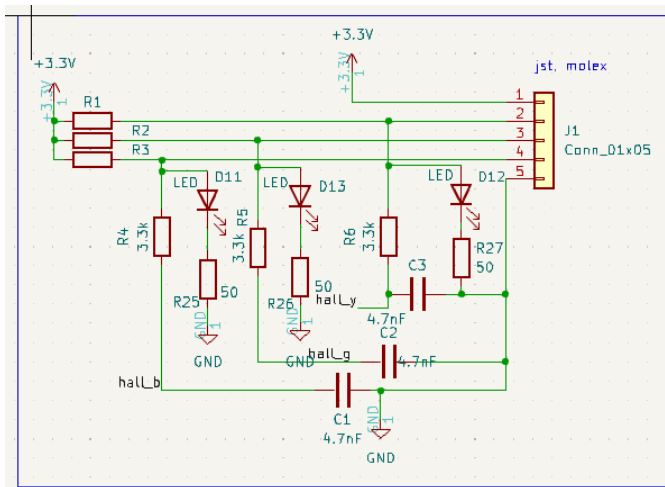 +3.3V
+3.3V
jst, molex
+3.3V
1
+3.3V
1
R1
R2
R3
1
2
3
4
5
J1
Conn_01x05
LED
D11
LED
D13
LED
D12
R4
3.3k
R5
3.3k
R6
3.3k
R27
50
C3
R25
50
R26
50
hall_y
4.7nF
GND
1
GND
1
C2
GND
GND
hall_g
4.7nF
hall_b
C1
4.7nF
GND
1
GND